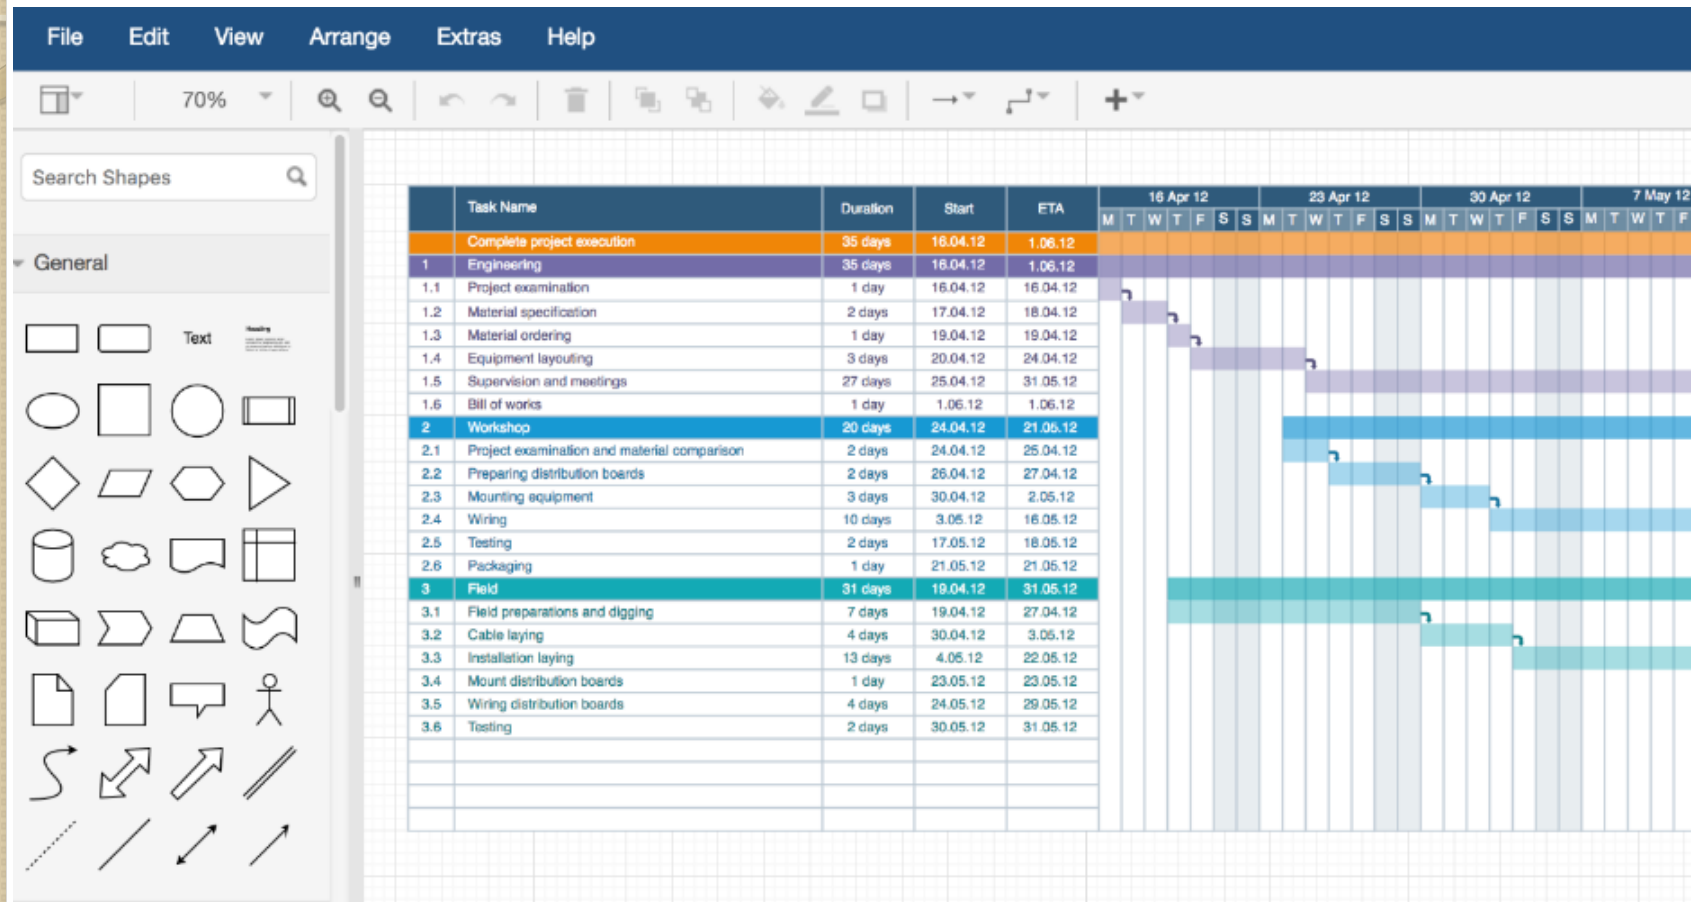 File Edit View Arrange Extras Help
70%
Search Shapes
General
Text
Heading
Task Name Duration Start ETA 16 Apr 12 23 Apr 12 30 Apr 12 7 May 12
M T W T F S S M T W T F S S M T W T F S S M T W T F
Complete project execution 35 days 16.04.12 1.06.12
1 Engineering 35 days 16.04.12 1.06.12
1.1 Project examination 1 day 16.04.12 16.04.12
1.2 Material specification 2 days 17.04.12 18.04.12
1.3 Material ordering 1 day 19.04.12 19.04.12
1.4 Equipment layouting 3 days 20.04.12 24.04.12
1.5 Supervision and meetings 27 days 25.04.12 31.05.12
1.6 Bill of works 1 day 1.06.12 1.06.12
2 Workshop 20 days 24.04.12 21.05.12
2.1 Project examination and material comparison 2 days 24.04.12 25.04.12
2.2 Preparing distribution boards 2 days 26.04.12 27.04.12
2.3 Mounting equipment 3 days 30.04.12 2.05.12
2.4 Wiring 10 days 3.05.12 16.05.12
2.5 Testing 2 days 17.05.12 18.05.12
2.6 Packaging 1 day 21.05.12 21.05.12
3 Field 31 days 19.04.12 31.05.12
3.1 Field preparations and digging 7 days 19.04.12 27.04.12
3.2 Cable laying 4 days 30.04.12 3.05.12
3.3 Installation laying 13 days 4.05.12 22.05.12
3.4 Mount distribution boards 1 day 23.05.12 23.05.12
3.5 Wiring distribution boards 4 days 24.05.12 29.05.12
3.6 Testing 2 days 30.05.12 31.05.12